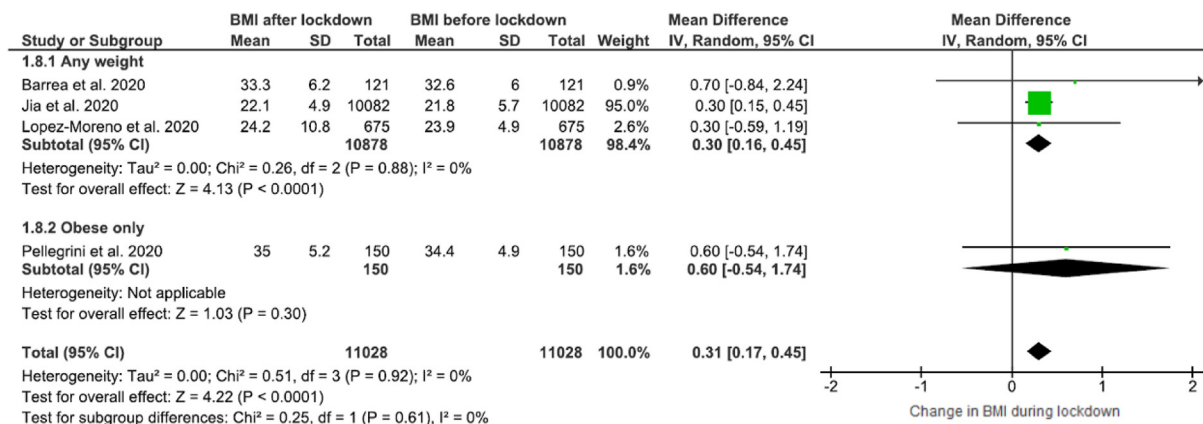 BMI after lockdown BMI before lockdown Mean Difference Mean Difference
Study or Subgroup Mean SD Total Mean SD Total Weight IV, Random, 95% CI IV, Random, 95% CI
1.8.1 Any weight
Barrea et al. 2020 33.3 6.2 121 32.6 6 121 0.9% 0.70 [-0.84, 2.24]
Jia et al. 2020 22.1 4.9 10082 21.8 5.7 10082 95.0% 0.30 [0.15, 0.45]
Lopez-Moreno et al. 2020 24.2 10.8 675 23.9 4.9 675 2.6% 0.30 [-0.59, 1.19]
Subtotal (95% CI) 10878 10878 98.4% 0.30 [0.16, 0.45]
Heterogeneity: Tau² = 0.00; Chi² = 0.26, df = 2 (P = 0.88); I² = 0%
Test for overall effect: Z = 4.13 (P < 0.0001)
1.8.2 Obese only
Pellegrini et al. 2020 35 5.2 150 34.4 4.9 150 1.6% 0.60 [-0.54, 1.74]
Subtotal (95% CI) 150 150 1.6% 0.60 [-0.54, 1.74]
Heterogeneity: Not applicable
Test for overall effect: Z = 1.03 (P = 0.30)
Total (95% CI) 11028 11028 100.0% 0.31 [0.17, 0.45]
Heterogeneity: Tau² = 0.00; Chi² = 0.51, df = 3 (P = 0.92); I² = 0%
Test for overall effect: Z = 4.22 (P < 0.0001)
Test for subgroup differences: Chi² = 0.25, df = 1 (P = 0.61), I² = 0%
-2 -1 0 1 2
Change in BMI during lockdown